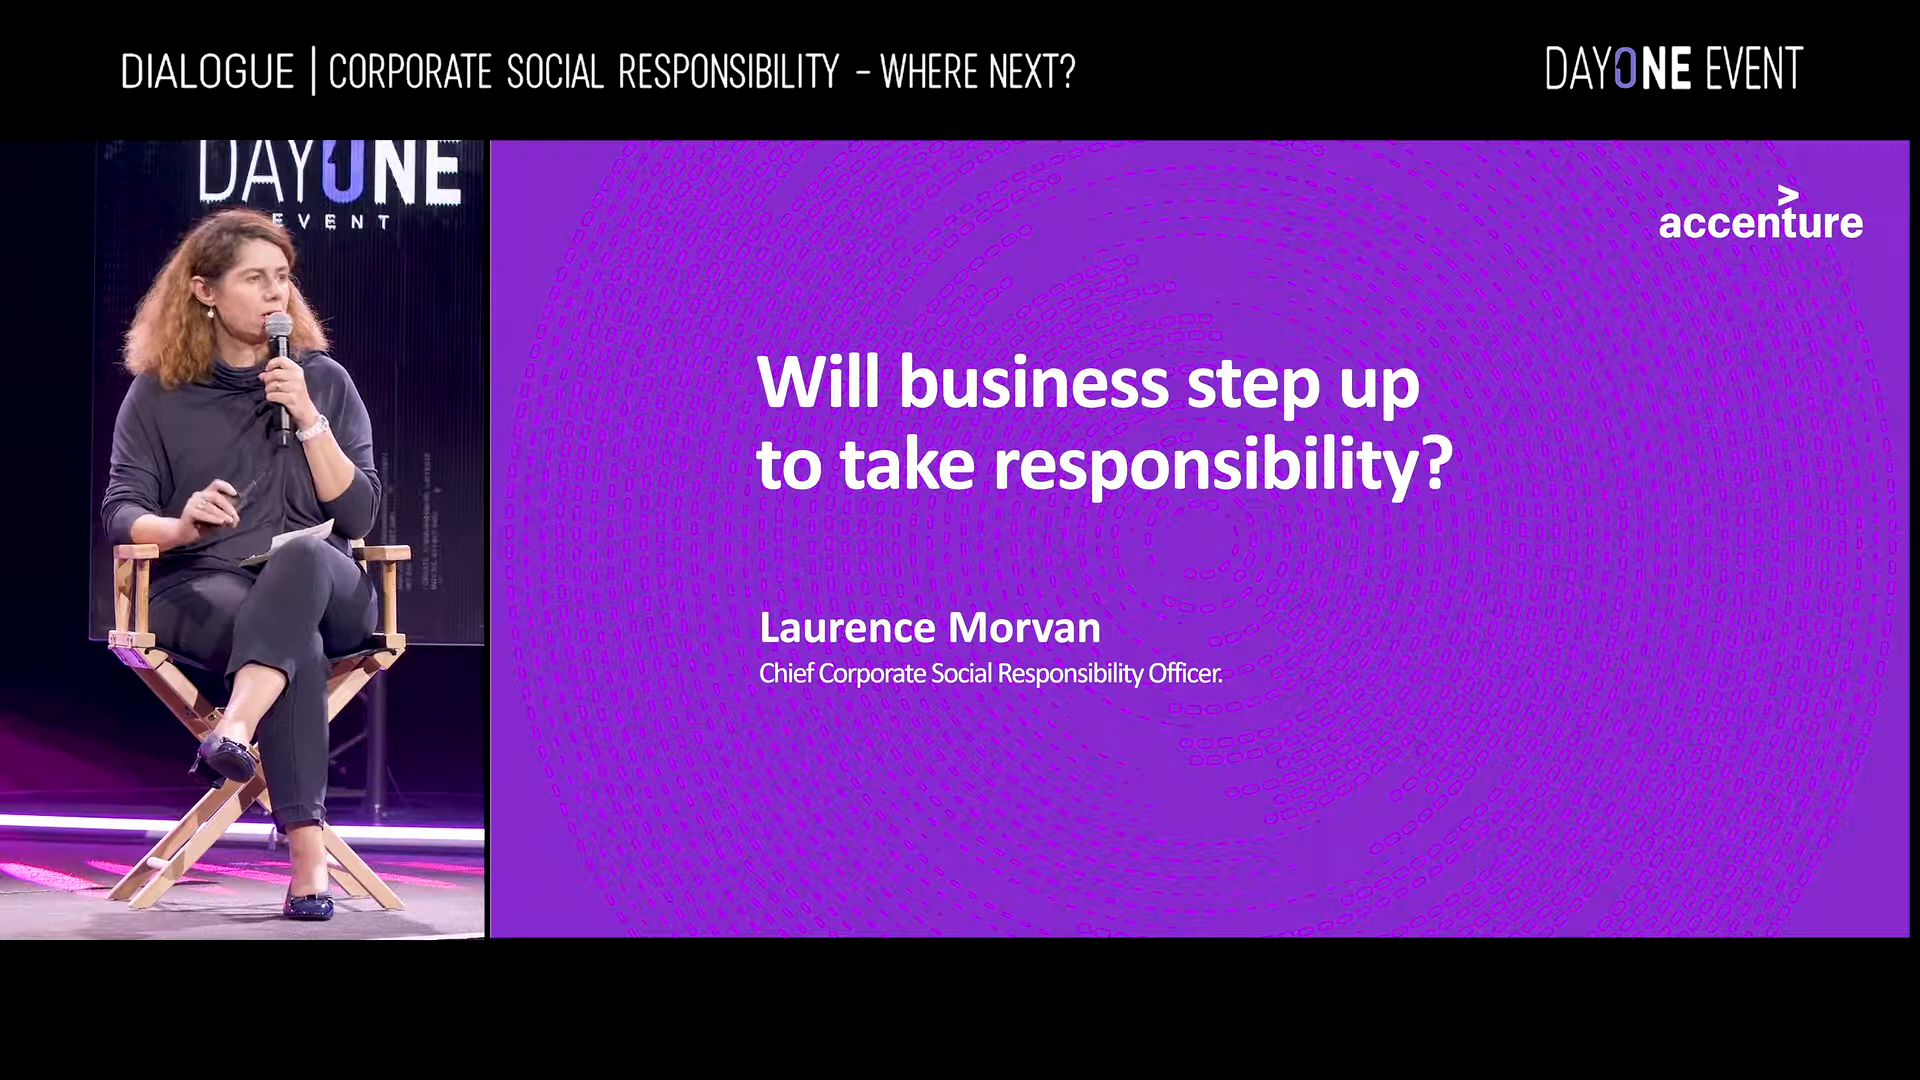 DIALOGUE | CORPORATE SOCIAL RESPONSIBILITY - WHERE NEXT?
DAYONE EVENT
DAYONE
EVENT
>
accenture
Will business step up
to take responsibility?
Laurence Morvan
Chief Corporate Social Responsibility Officer.